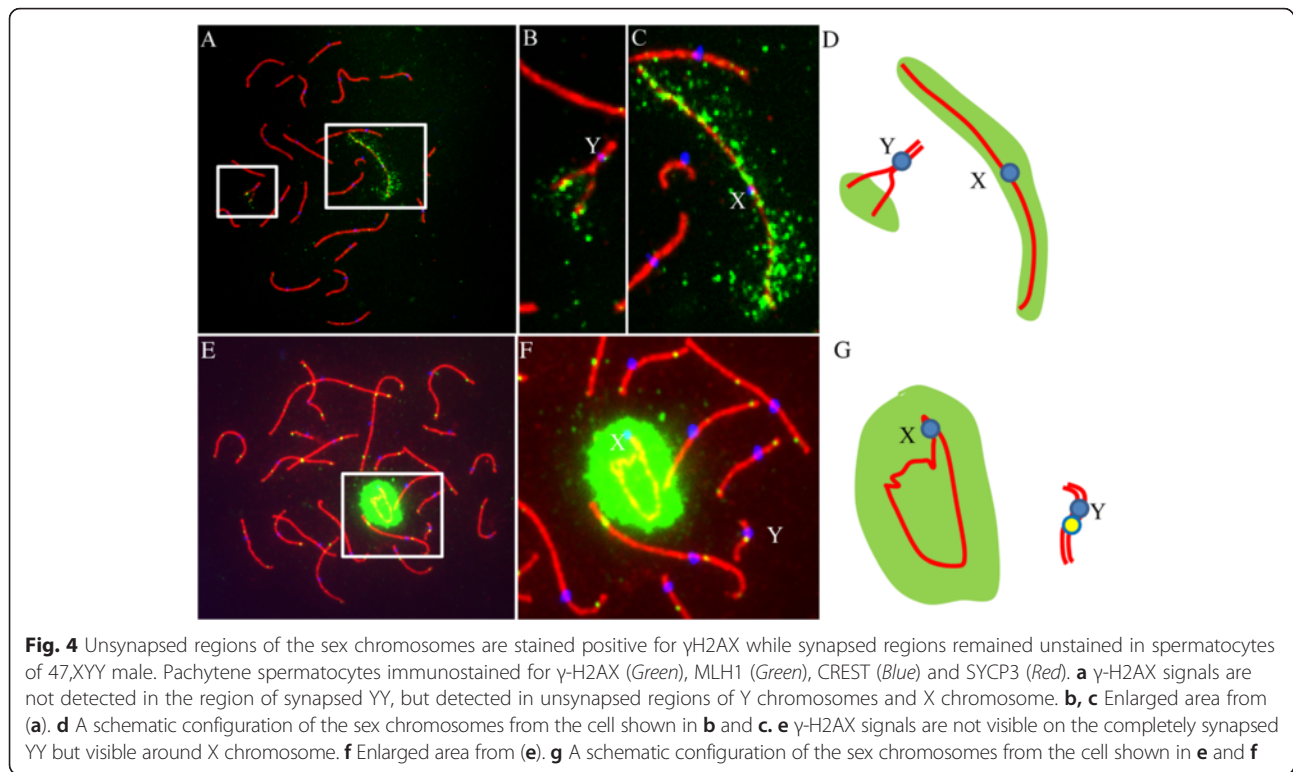 A
B
C
D
Y
X
Y
X
E
F
G
X
Y
X
Y
Fig. 4 Unsynapsed regions of the sex chromosomes are stained positive for γH2AX while synapsed regions remained unstained in spermatocytes
of 47,XYY male. Pachytene spermatocytes immunostained for γ-H2AX (Green), MLH1 (Green), CREST (Blue) and SYCP3 (Red). a γ-H2AX signals are
not detected in the region of synapsed YY, but detected in unsynapsed regions of Y chromosomes and X chromosome. b, c Enlarged area from
(a). d A schematic configuration of the sex chromosomes from the cell shown in b and c. e γ-H2AX signals are not visible on the completely synapsed
YY but visible around X chromosome. f Enlarged area from (e). g A schematic configuration of the sex chromosomes from the cell shown in e and f